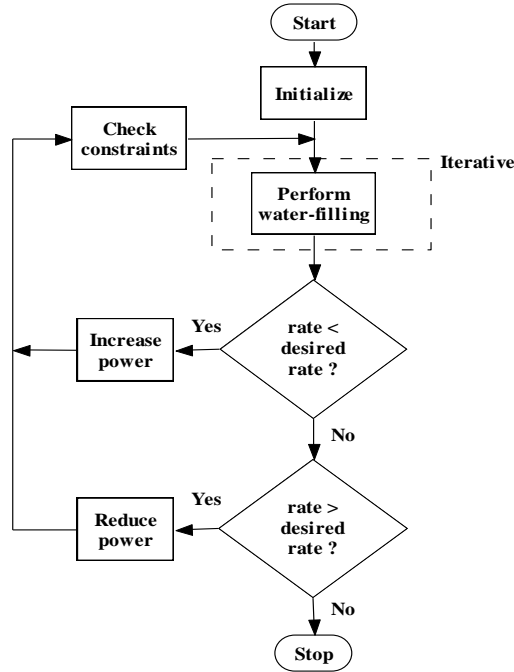 Start
Initialize
Check
constraints
Iterative
Perform
water-filling
rate <
desired
rate ?
Yes
Increase
power
No
rate >
desired
rate ?
Yes
Reduce
power
No
Stop